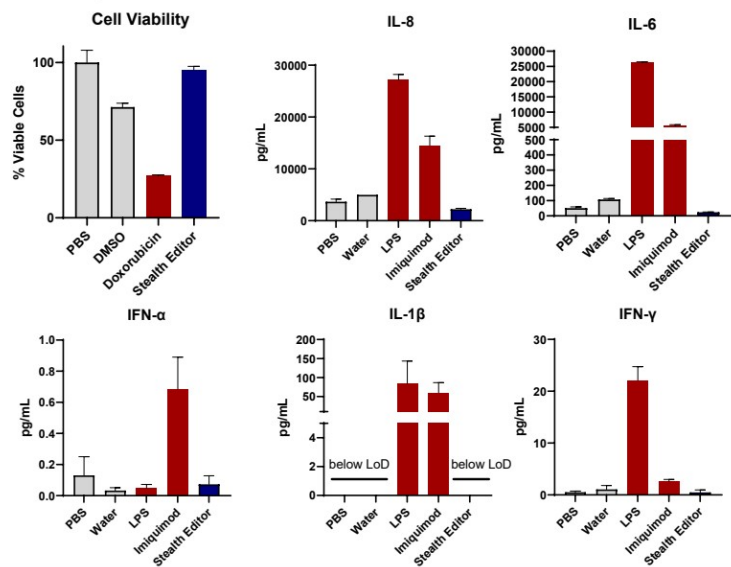 Cell Viability
% Viable Cells
100
50
0
PBS
DMSO
Doxorubicin
Stealth Editor
IL-8
pg/mL
30000
20000
10000
0
PBS
Water
LPS
Imiquimod
Stealth Editor
IL-6
pg/mL
30000
25000
20000
15000
10000
5000
500
400
300
200
100
0
PBS
Water
LPS
Imiquimod
Stealth Editor
IFN-α
pg/mL
1.0
0.8
0.6
0.4
0.2
0.0
PBS
Water
LPS
Imiquimod
Stealth Editor
IL-1β
pg/mL
200
150
100
50
6
4
2
0
below LoD
below LoD
PBS
Water
LPS
Imiquimod
Stealth Editor
IFN-γ
pg/mL
30
20
10
0
PBS
Water
LPS
Imiquimod
Stealth Editor